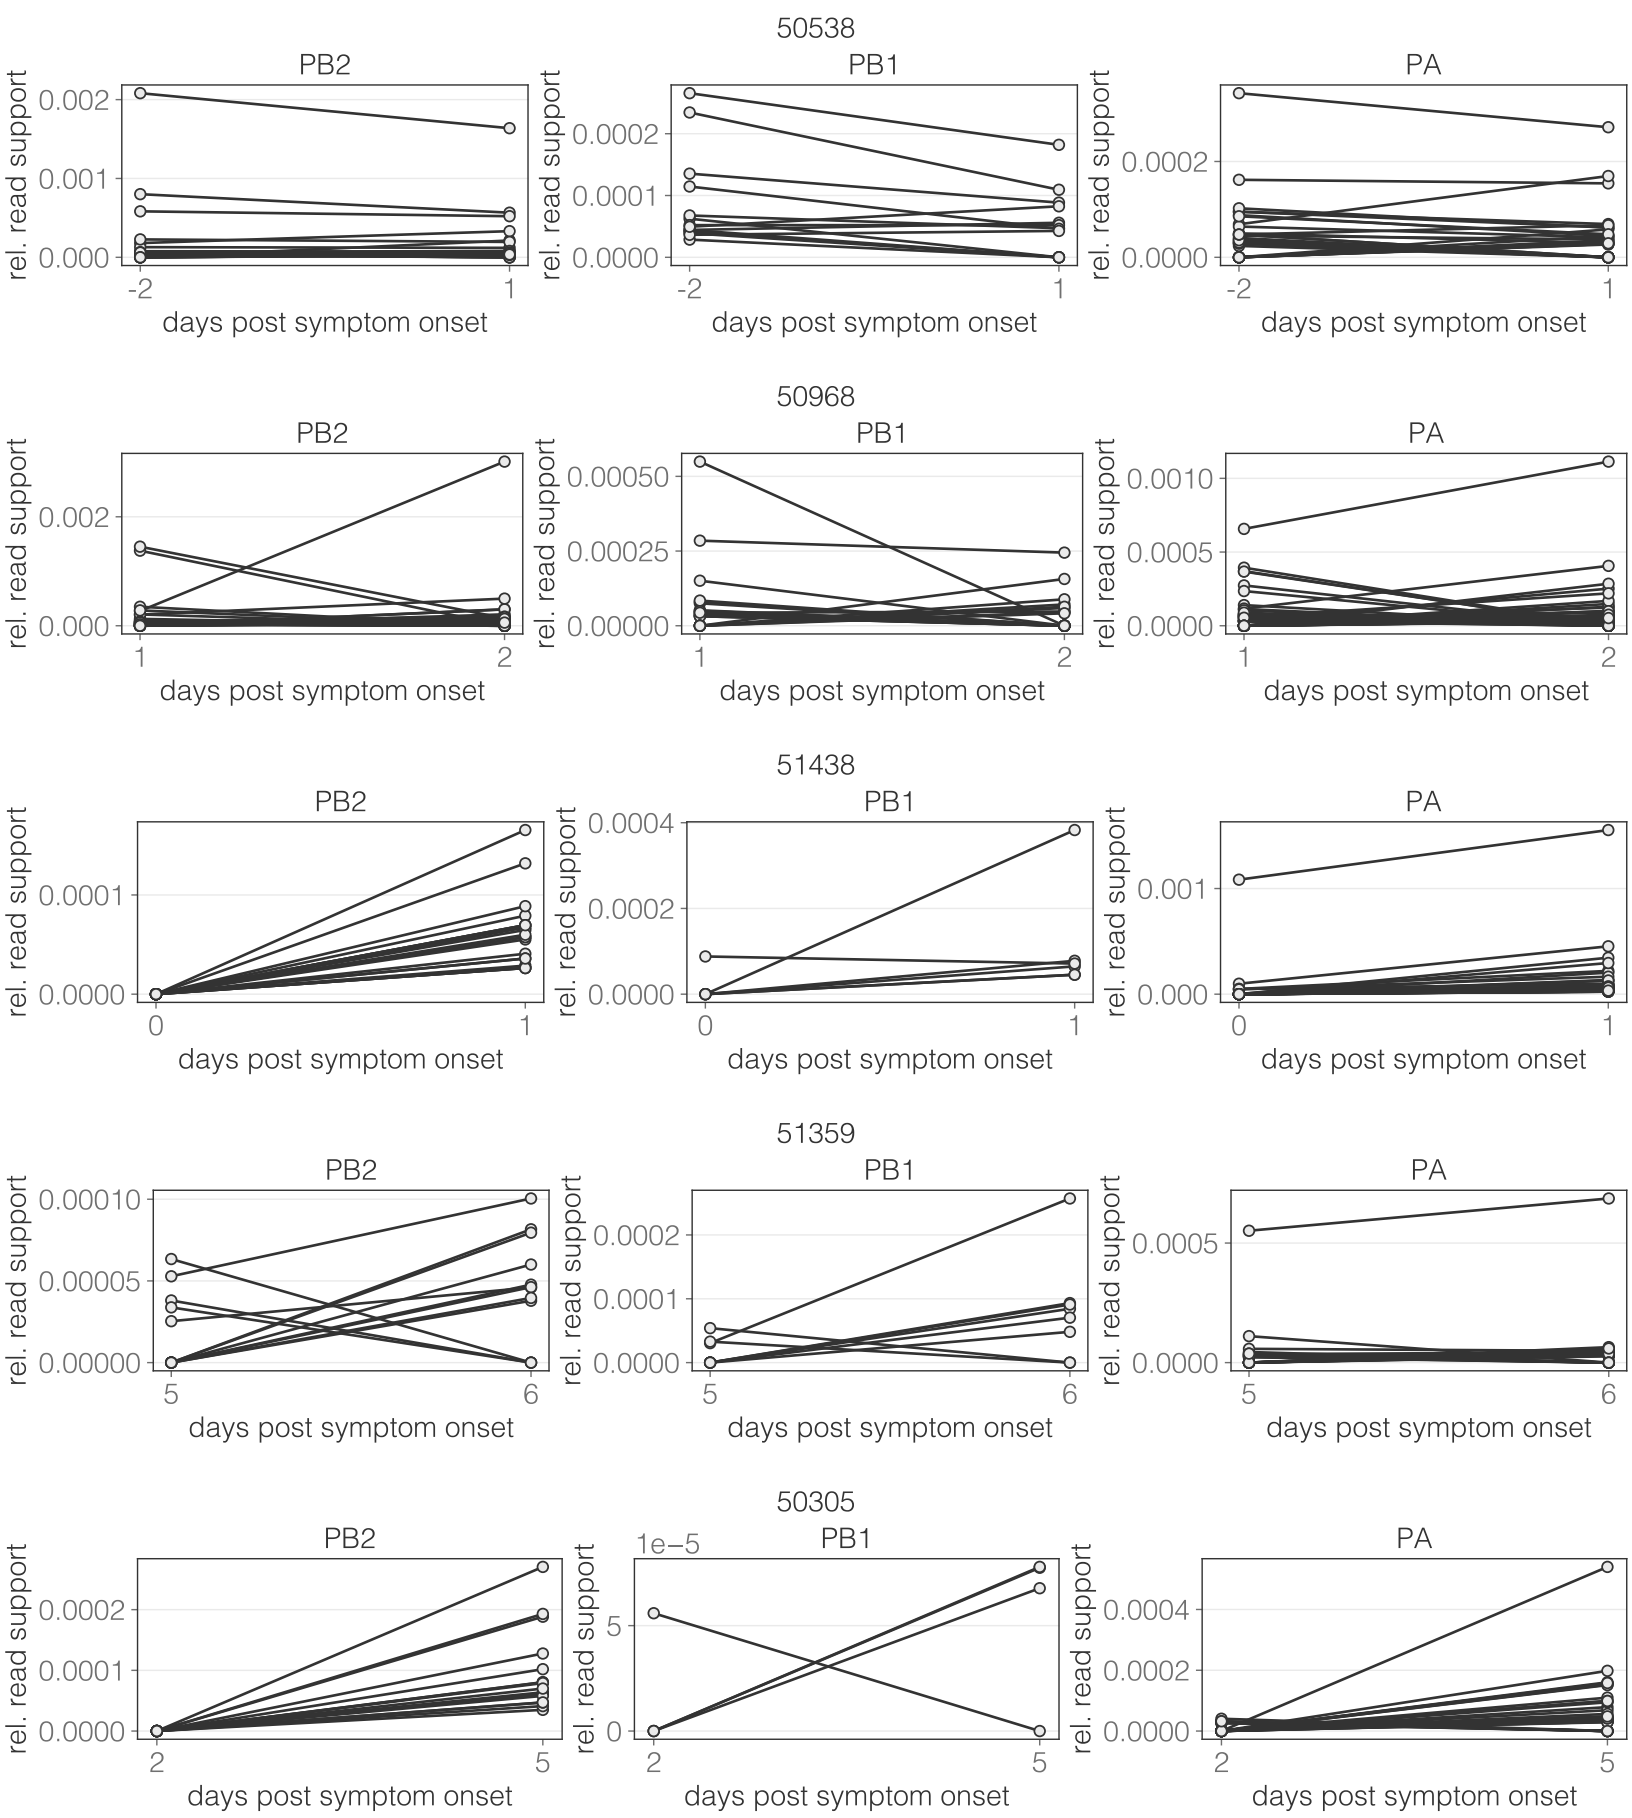 50538
PB2 PB1 PA
rel. read support 0.002 0.001 0.000 rel. read support 0.0002 0.0001 0.0000 rel. read support 0.0002 0.0000
-2 1 -2 1 -2 1
days post symptom onset days post symptom onset days post symptom onset
50968
PB2 PB1 PA
rel. read support 0.002 0.000 rel. read support 0.00050 0.00025 0.00000 rel. read support 0.0010 0.0005 0.0000
1 2 1 2 1 2
days post symptom onset days post symptom onset days post symptom onset
51438
PB2 PB1 PA
rel. read support 0.0001 0.0000 rel. read support 0.0004 0.0002 0.0000 rel. read support 0.001 0.000
0 1 0 1 0 1
days post symptom onset days post symptom onset days post symptom onset
51359
PB2 PB1 PA
rel. read support 0.00010 0.00005 0.00000 rel. read support 0.0002 0.0001 0.0000 rel. read support 0.0005 0.0000
5 6 5 6 5 6
days post symptom onset days post symptom onset days post symptom onset
50305
PB2 1e−5 PB1 PA
rel. read support 0.0002 0.0001 0.0000 rel. read support 5 0 rel. read support 0.0004 0.0002 0.0000
2 5 2 5 2 5
days post symptom onset days post symptom onset days post symptom onset